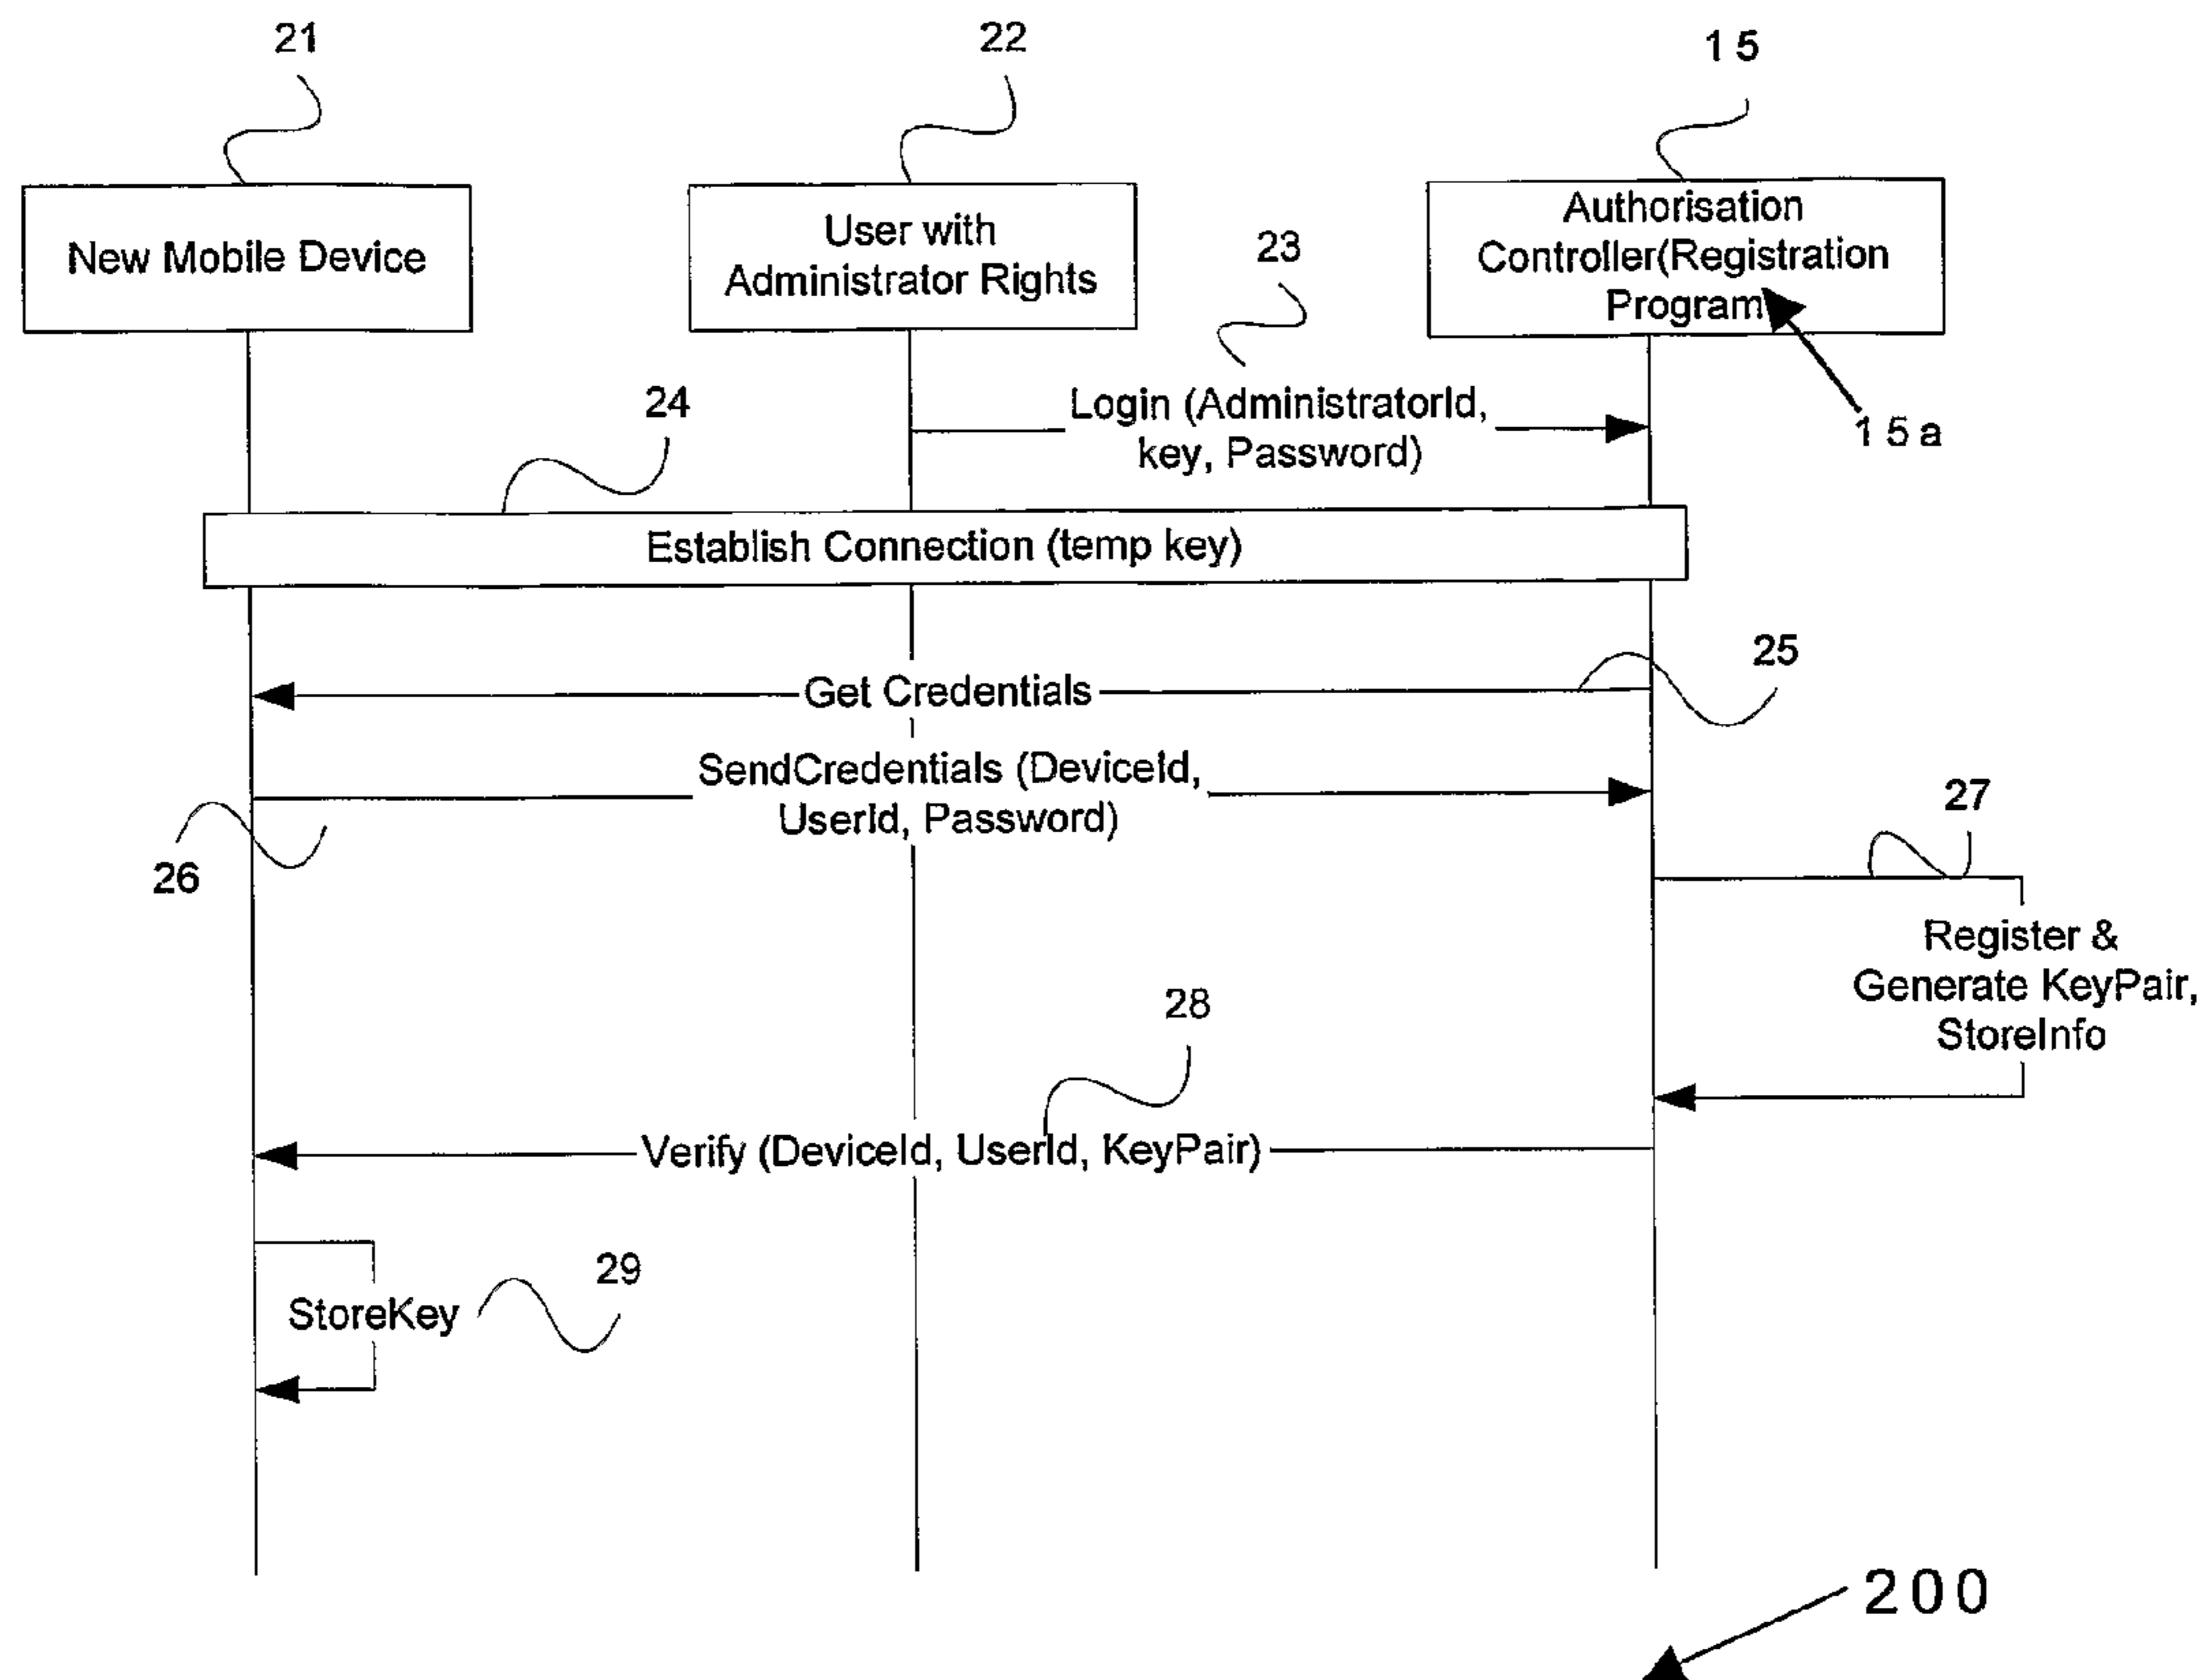 21
22
15
New Mobile Device
User with
Administrator Rights
Authorisation
Controller(Registration
Program
15a
23
Login (AdministratorId,
key, Password)
24
Establish Connection (temp key)
25
Get Credentials
SendCredentials (DeviceId,
UserId, Password)
26
27
Register &
Generate KeyPair,
StoreInfo
28
Verify (DeviceId, UserId, KeyPair)
29
StoreKey
200